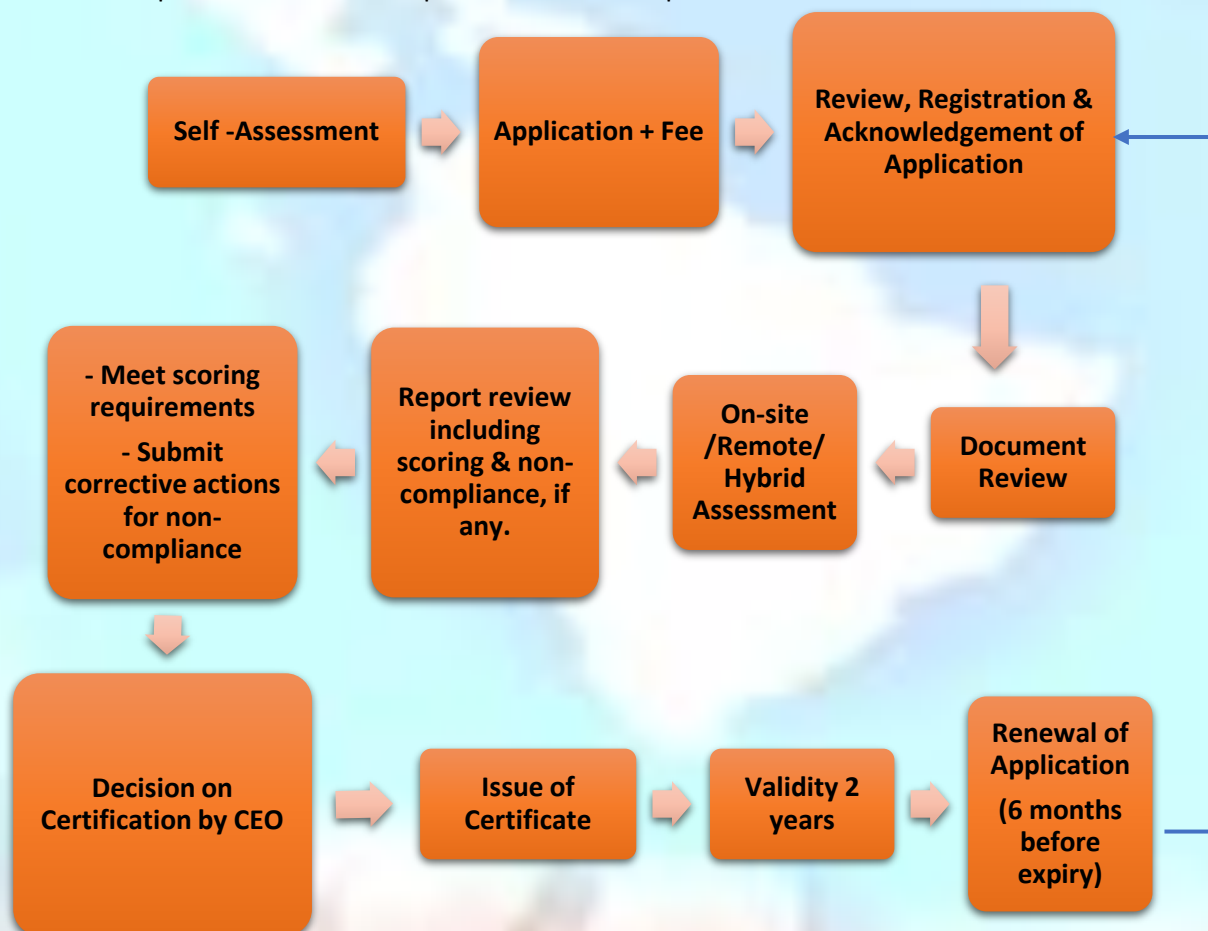 Self -Assessment
Application + Fee
Review, Registration &
Acknowledgement of
Application
Document
Review
On-site
/Remote/
Hybrid
Assessment
Report review
including
scoring & non-
compliance, if
any.
- Meet scoring
requirements
- Submit
corrective actions
for non-
compliance
Decision on
Certification by CEO
Issue of
Certificate
Validity 2
years
Renewal of
Application
(6 months
before
expiry)